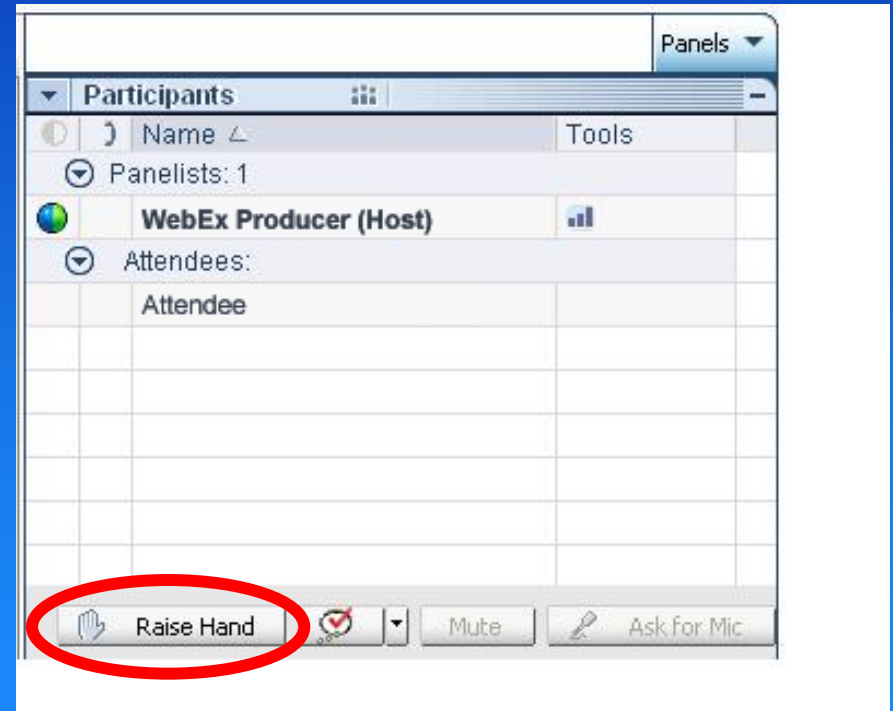 Panels
Participants
Name Tools
Panelists: 1
WebEx Producer (Host)
Attendees:
Attendee
Raise Hand Mute Ask for Mic